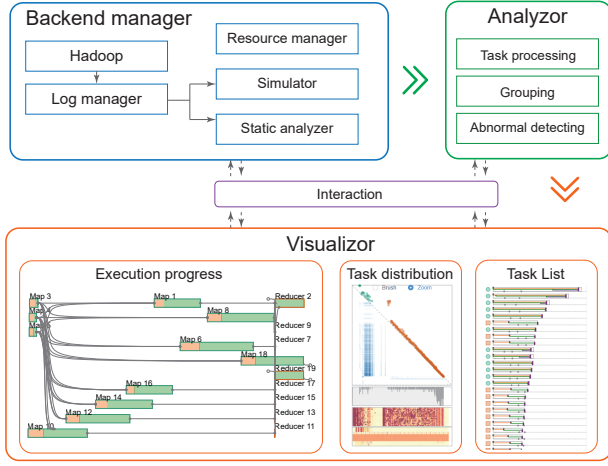 Backend manager
Hadoop
Log manager
Resource manager
Simulator
Static analyzer
Analyzor
Task processing
Grouping
Abnormal detecting
Interaction
Visualizor
Execution progress
Map 3
Map 1
Reducer 2
Map 8
Reducer 9
Map 6
Reducer 7
Map 18
Reducer 19
Reducer 17
Map 16
Reducer 15
Map 14
Reducer 13
Map 12
Map 10
Reducer 11
Task distribution
Brush
Zoom
Task List